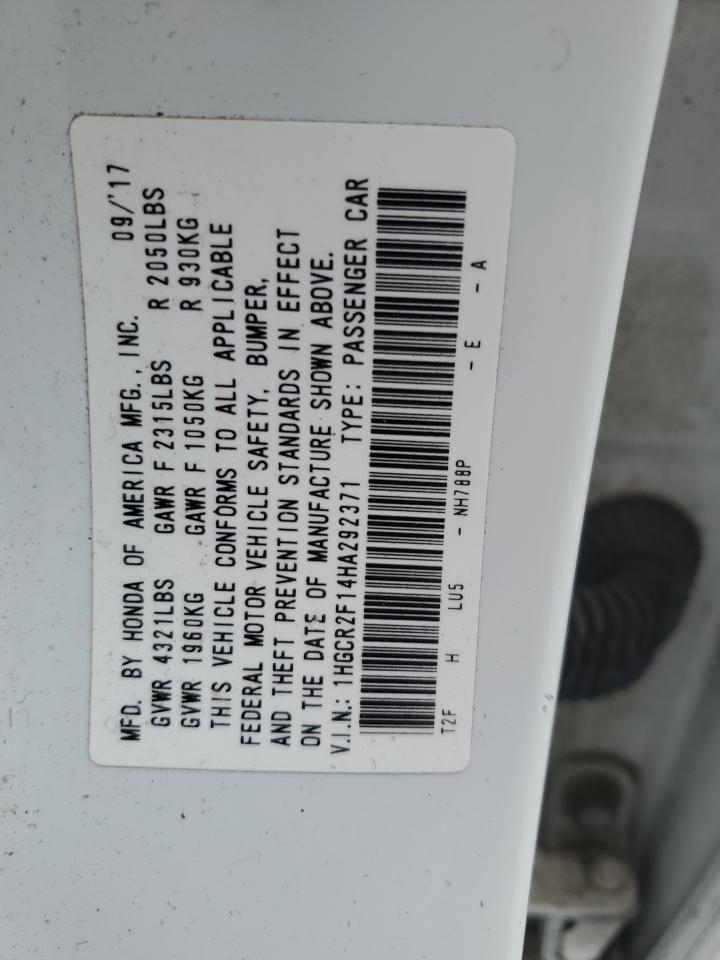 MFD. BY HONDA OF AMERICA MFG., INC. 09/'17
GVWR 4321LBS GAWR F 2315LBS R 2050LBS
GVWR 1960KG GAWR F 1050KG R 930KG
THIS VEHICLE CONFORMS TO ALL APPLICABLE
FEDERAL MOTOR VEHICLE SAFETY, BUMPER,
AND THEFT PREVENTION STANDARDS IN EFFECT
ON THE DATE OF MANUFACTURE SHOWN ABOVE.
V.I.N.: 1HGCR2F14HA292371 TYPE: PASSENGER CAR
T2F H LU5 - NH788P - E - A